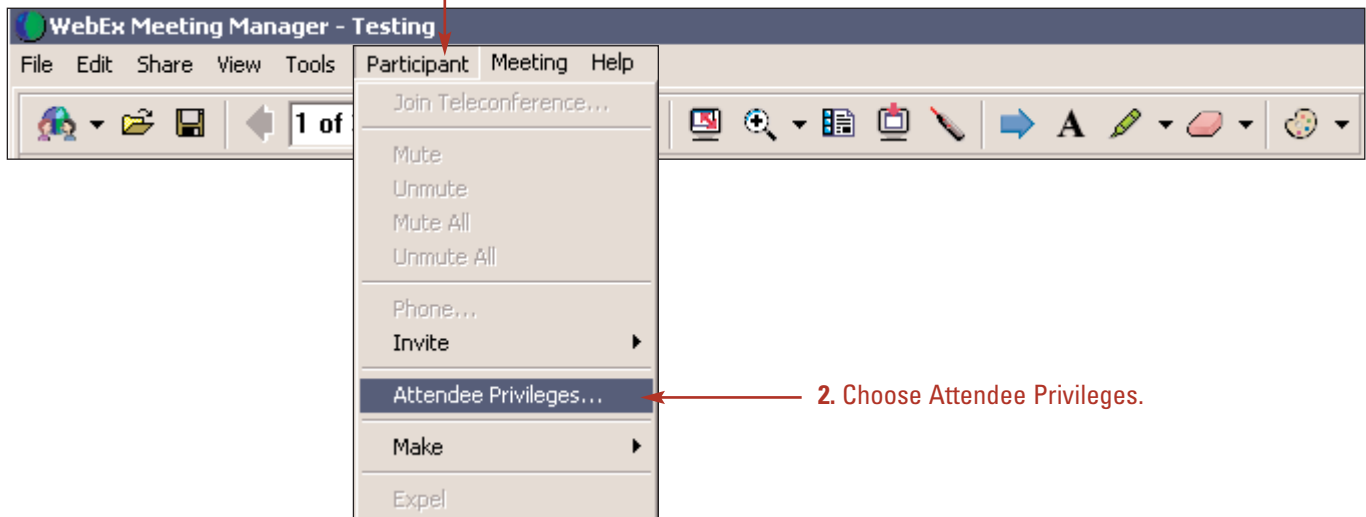 WebEx Meeting Manager - Testing
File Edit Share View Tools Participant Meeting Help
1 of
A
Join Teleconference...
Mute
Unmute
Mute All
Unmute All
Phone...
Invite
Attendee Privileges...
2. Choose Attendee Privileges.
Make
Expel